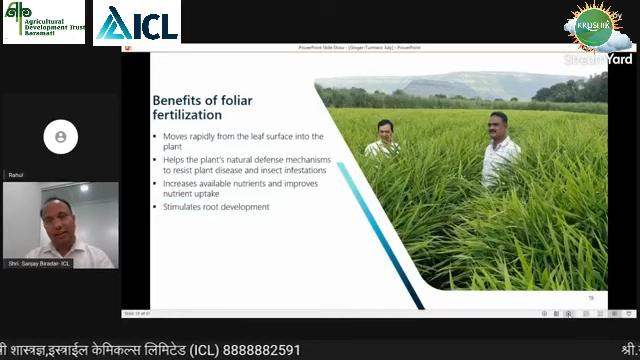 Agricultural
Development Trust
Baramati
ICL
KRUSHIK
StreamYard
PowerPoint Slide Show - [Ginger-Turmeric July] - PowerPoint
Benefits of foliar
fertilization
Moves rapidly from the leaf surface into the
plant
Helps the plant's natural defense mechanisms
to resist plant disease and insect infestations
Increases available nutrients and improves
nutrient uptake
Stimulates root development
19
Rahul
Shri. Sanjay Biradar- ICL
श्री शास्त्रज्ञ,इस्त्राईल केमिकल्स लिमिटेड (ICL) 8888882591
श्री.